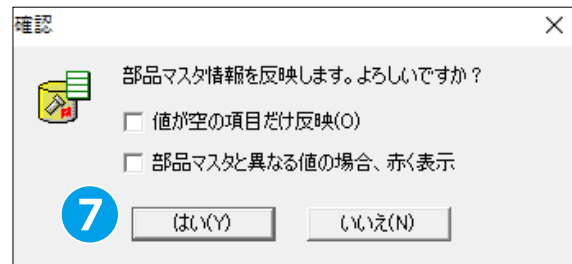 確認
部品マスタ情報を反映します。よろしいですか？
値が空の項目だけ反映(O)
部品マスタと異なる値の場合、赤く表示
7 はい(Y) いいえ(N)